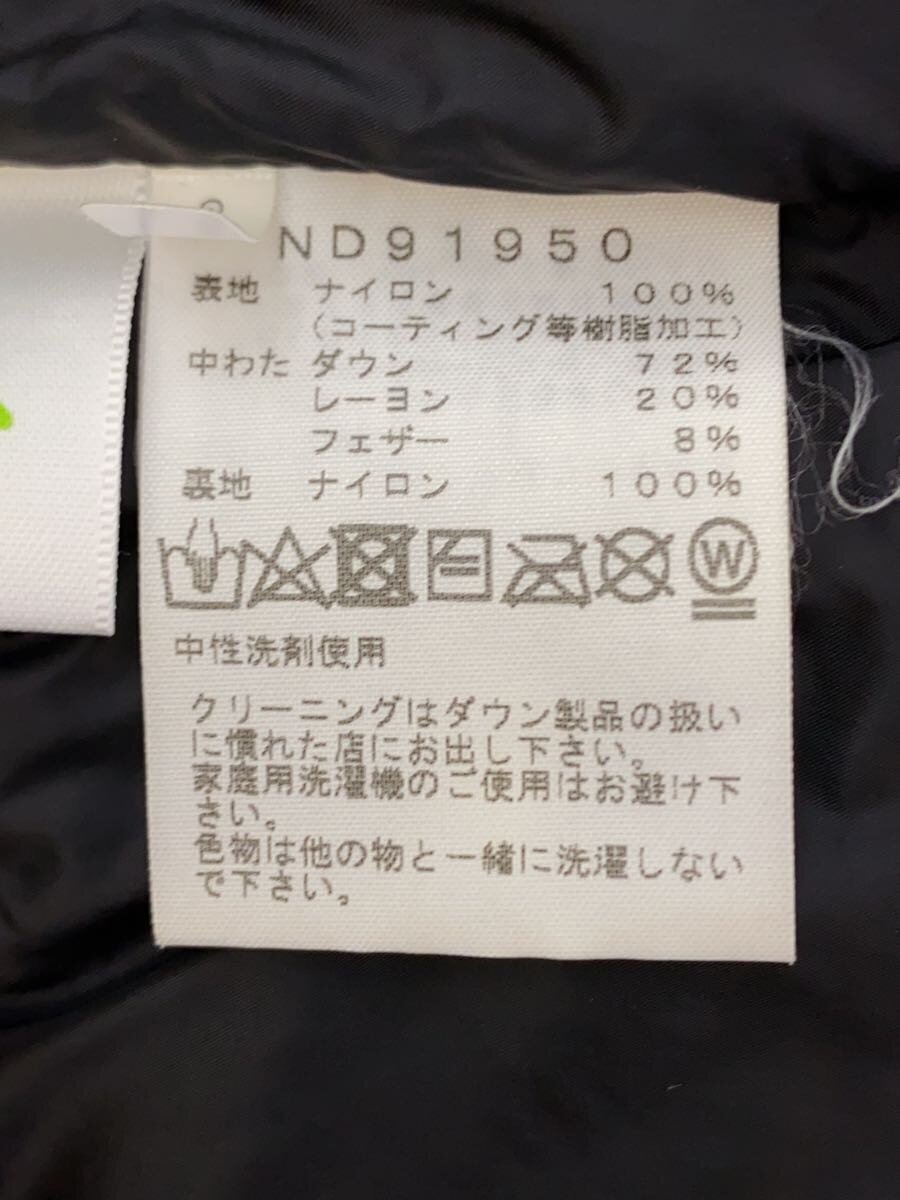 ND91950
表地 ナイロン 100%
(コーティング等樹脂加工)
中わた ダウン 72%
レーヨン 20%
フェザー 8%
裏地 ナイロン 100%
W
中性洗剤使用
クリーニングはダウン製品の扱い
に慣れた店にお出し下さい。
家庭用洗濯機のご使用はお避け下
さい。
色物は他の物と一緒に洗濯しない
で下さい。